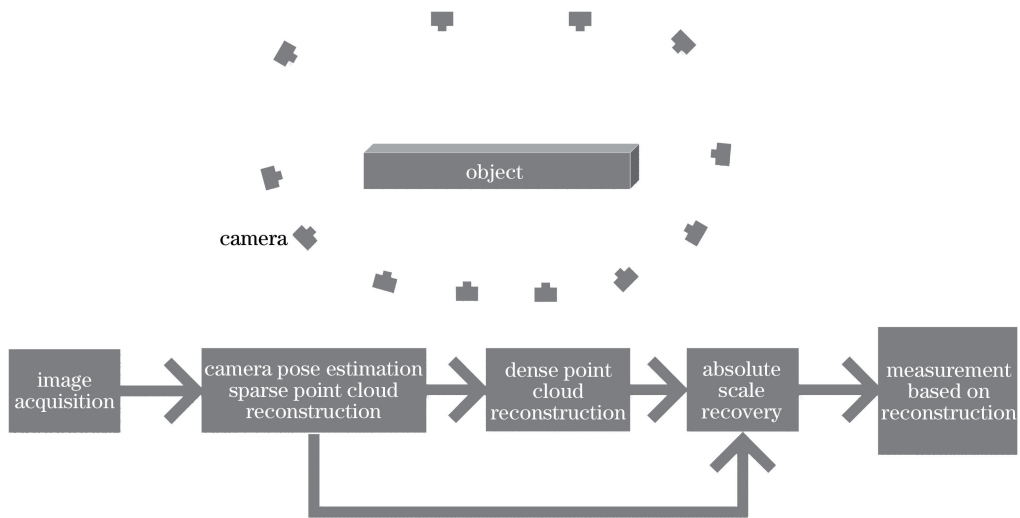 object
camera
image
acquisition
camera pose estimation
sparse point cloud
reconstruction
dense point
cloud
reconstruction
absolute
scale
recovery
measurement
based on
reconstruction